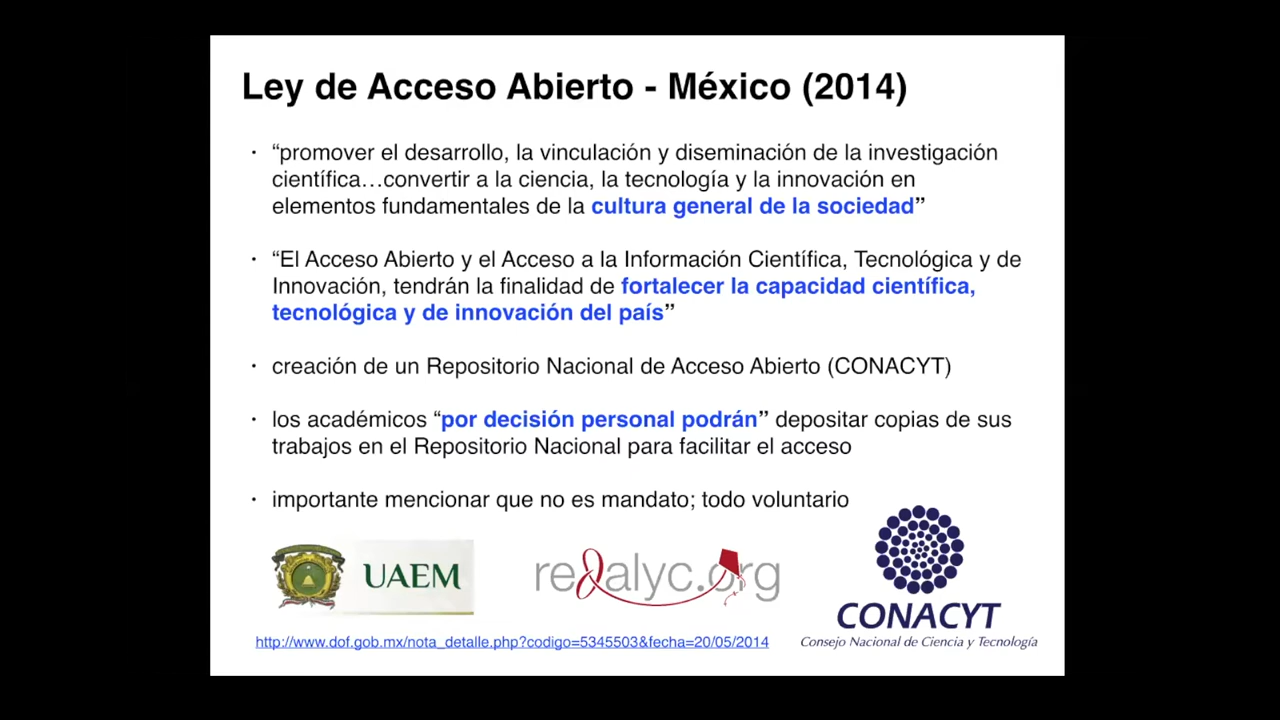 Ley de Acceso Abierto - México (2014)
· “promover el desarrollo, la vinculación y diseminación de la investigación
científica…convertir a la ciencia, la tecnología y la innovación en
elementos fundamentales de la cultura general de la sociedad”
· “El Acceso Abierto y el Acceso a la Información Científica, Tecnológica y de
Innovación, tendrán la finalidad de fortalecer la capacidad científica,
tecnológica y de innovación del país”
· creación de un Repositorio Nacional de Acceso Abierto (CONACYT)
· los académicos “por decisión personal podrán” depositar copias de sus
trabajos en el Repositorio Nacional para facilitar el acceso
· importante mencionar que no es mandato; todo voluntario
UAEM
redalyc.org
CONACYT
Consejo Nacional de Ciencia y Tecnología
http://www.dof.gob.mx/nota_detalle.php?codigo=5345503&fecha=20/05/2014